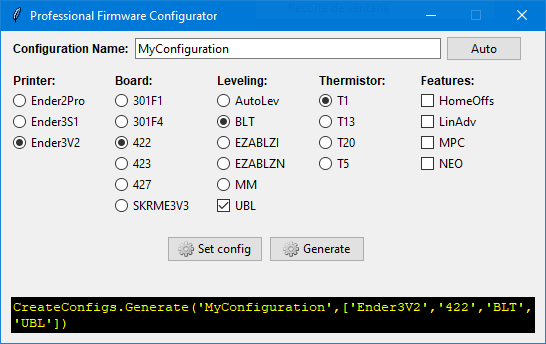 Professional Firmware Configurator
Configuration Name: MyConfiguration Auto
Printer: Board: Leveling: Thermistor: Features:
Ender2Pro 301F1 AutoLev T1 HomeOffs
Ender3S1 301F4 BLT T13 LinAdv
Ender3V2 422 EZABLZI T20 MPC
423 EZABLZN T5 NEO
427 MM
SKRME3V3 UBL
Set config Generate
CreateConfigs.Generate('MyConfiguration',['Ender3V2','422','BLT',
'UBL'])